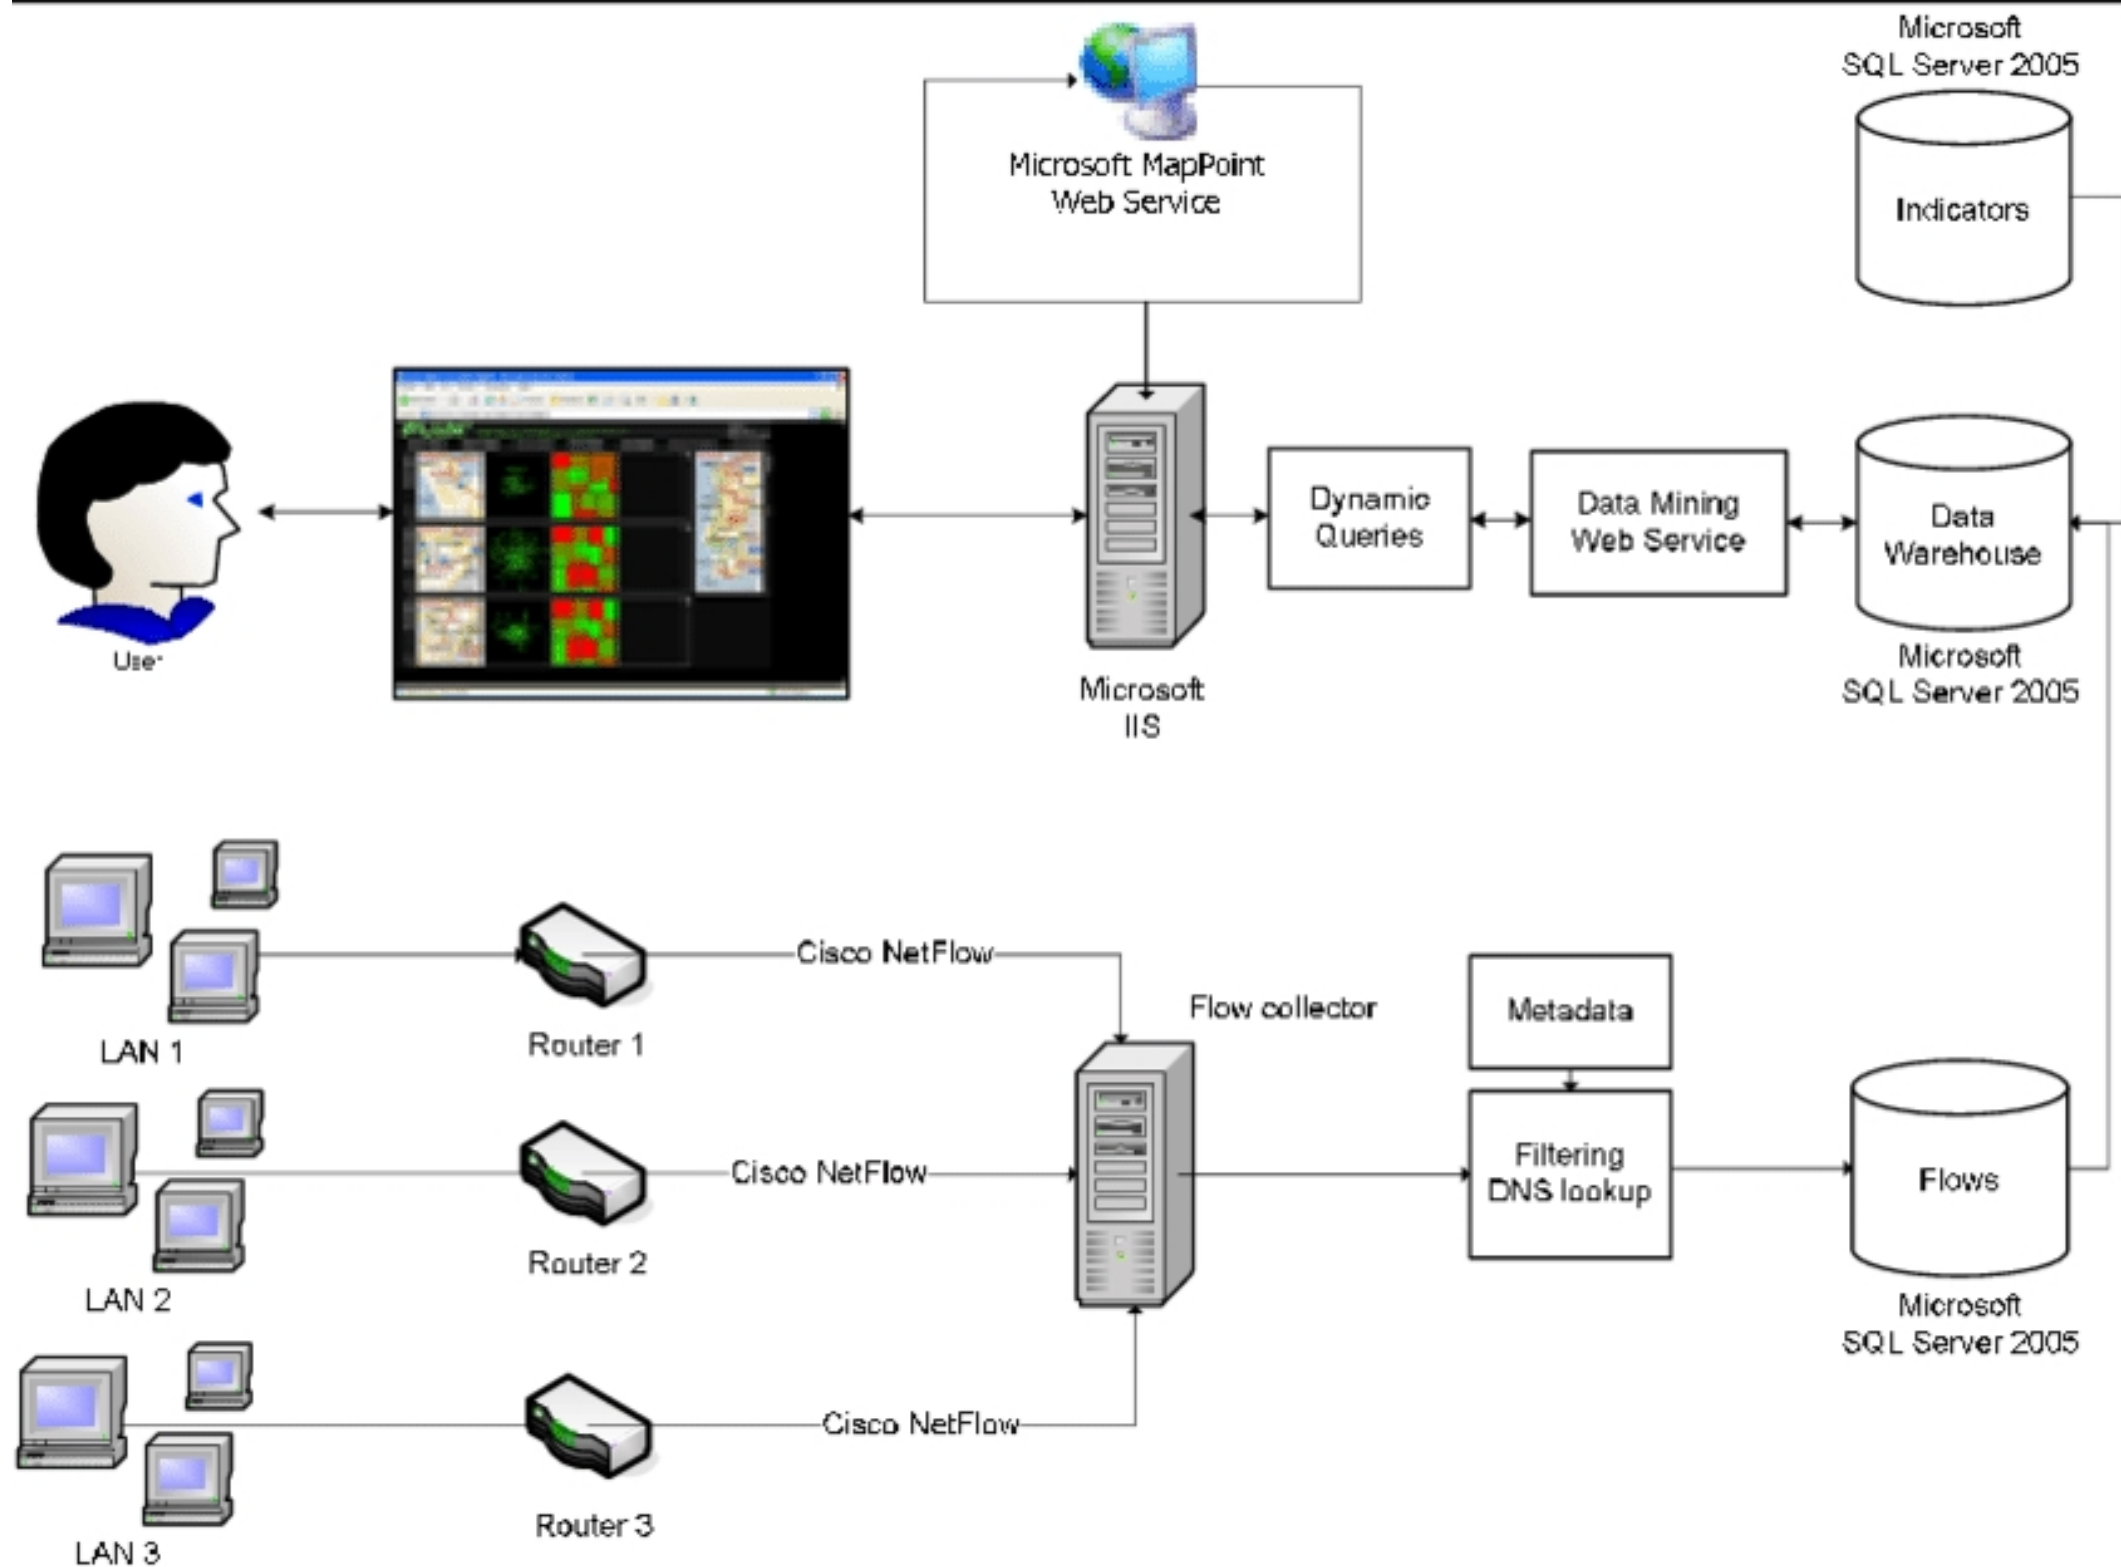 Microsoft
SQL Server 2005
Microsoft MapPoint
Web Service
Indicators
Dynamic
Queries
Data Mining
Web Service
Data
Warehouse
User
Microsoft
IIS
Microsoft
SQL Server 2005
Cisco NetFlow
Flow collector
Metadata
LAN 1
Router 1
Cisco NetFlow
Filtering
DNS lookup
Flows
LAN 2
Router 2
Microsoft
SQL Server 2005
Cisco NetFlow
LAN 3
Router 3